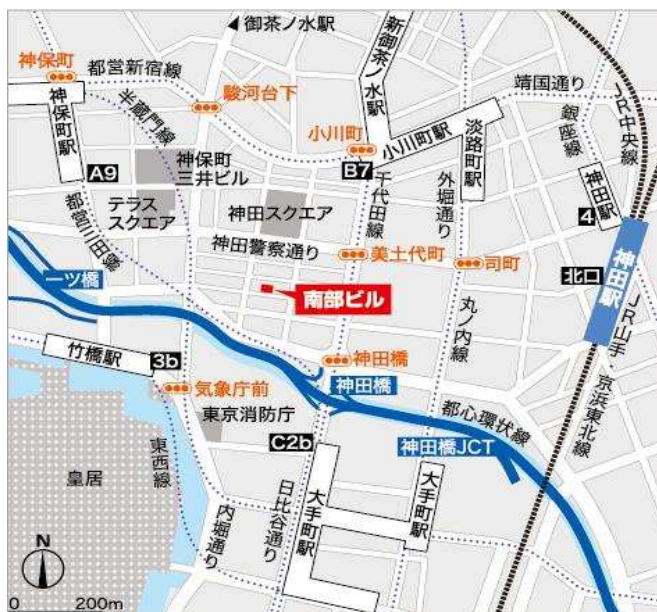 御茶ノ水駅
神保町
都営新宿線
新御茶ノ水駅
靖国通り
JR中央線
神保町駅
半蔵門線
駿河台下
小川町
小川町駅
淡路町駅
銀座線
A9
神保町
三井ビル
B7
千代田線
外堀通り
神田駅
4
テラス
スクエア
神田スクエア
都営三田線
神田警察通り
美土代町
司町
北口
神田駅
一ツ橋
南部ビル
丸ノ内線
JR山手・京浜東北線
竹橋駅
3b
神田橋
気象庁前
神田橋
東京消防庁
都心環状線
C2b
神田橋JCT
東西線
皇居
内堀通り
日比谷通り
大手町駅
大手町駅
N
0 200m